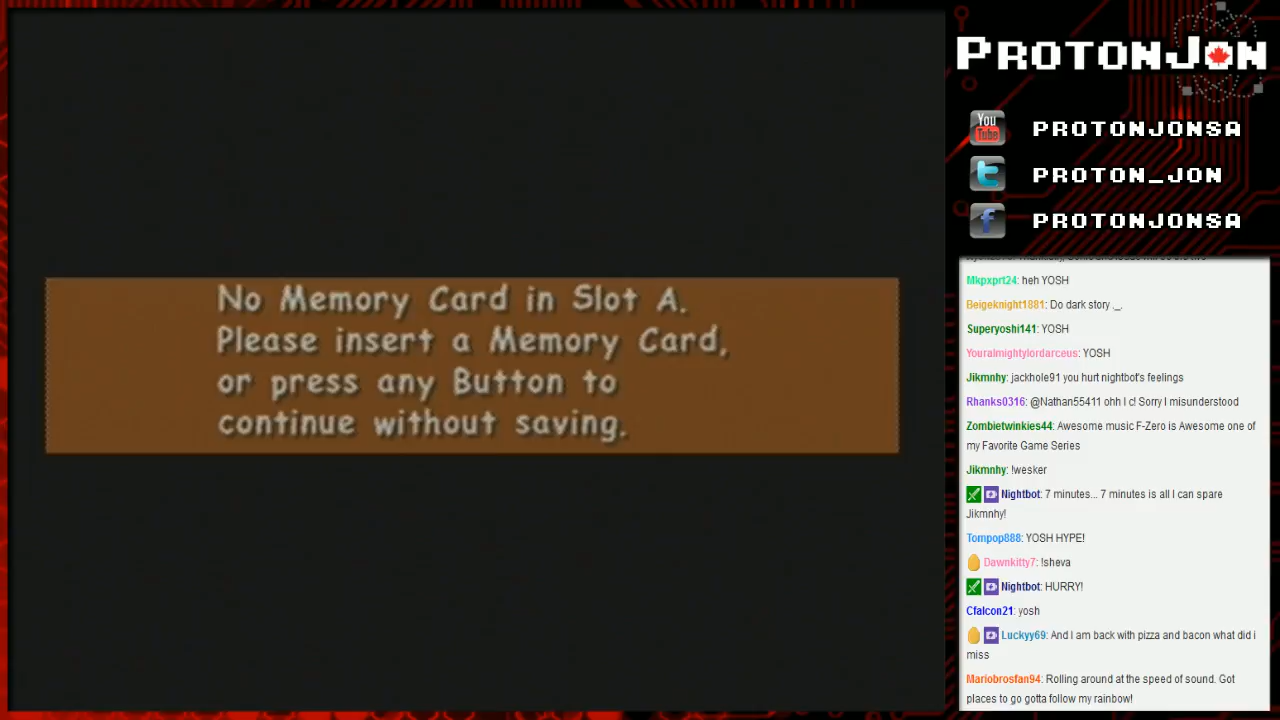 No Memory Card in Slot A.
Please insert a Memory Card,
or press any Button to
continue without saving.
PROTONJON
You
Tube
PROTONJONSA
PROTON_JON
PROTONJONSA
Mkpxprt24: heh YOSH
Beigeknight1881: Do dark story ._.
Superyoshi141: YOSH
Youralmightylordarceus: YOSH
Jikmnhy: jackhole91 you hurt nightbot's feelings
Rhanks0316: @Nathan55411 ohh I c! Sorry I misunderstood
Zombietwinkies44: Awesome music F-Zero is Awesome one of
my Favorite Game Series
Jikmnhy: !wesker
Nightbot: 7 minutes... 7 minutes is all I can spare
Jikmnhy!
Tompop888: YOSH HYPE!
Dawnkitty7: !sheva
Nightbot: HURRY!
Cfalcon21: yosh
Luckyy69: And I am back with pizza and bacon what did i
miss
Mariobrosfan94: Rolling around at the speed of sound. Got
places to go gotta follow my rainbow!